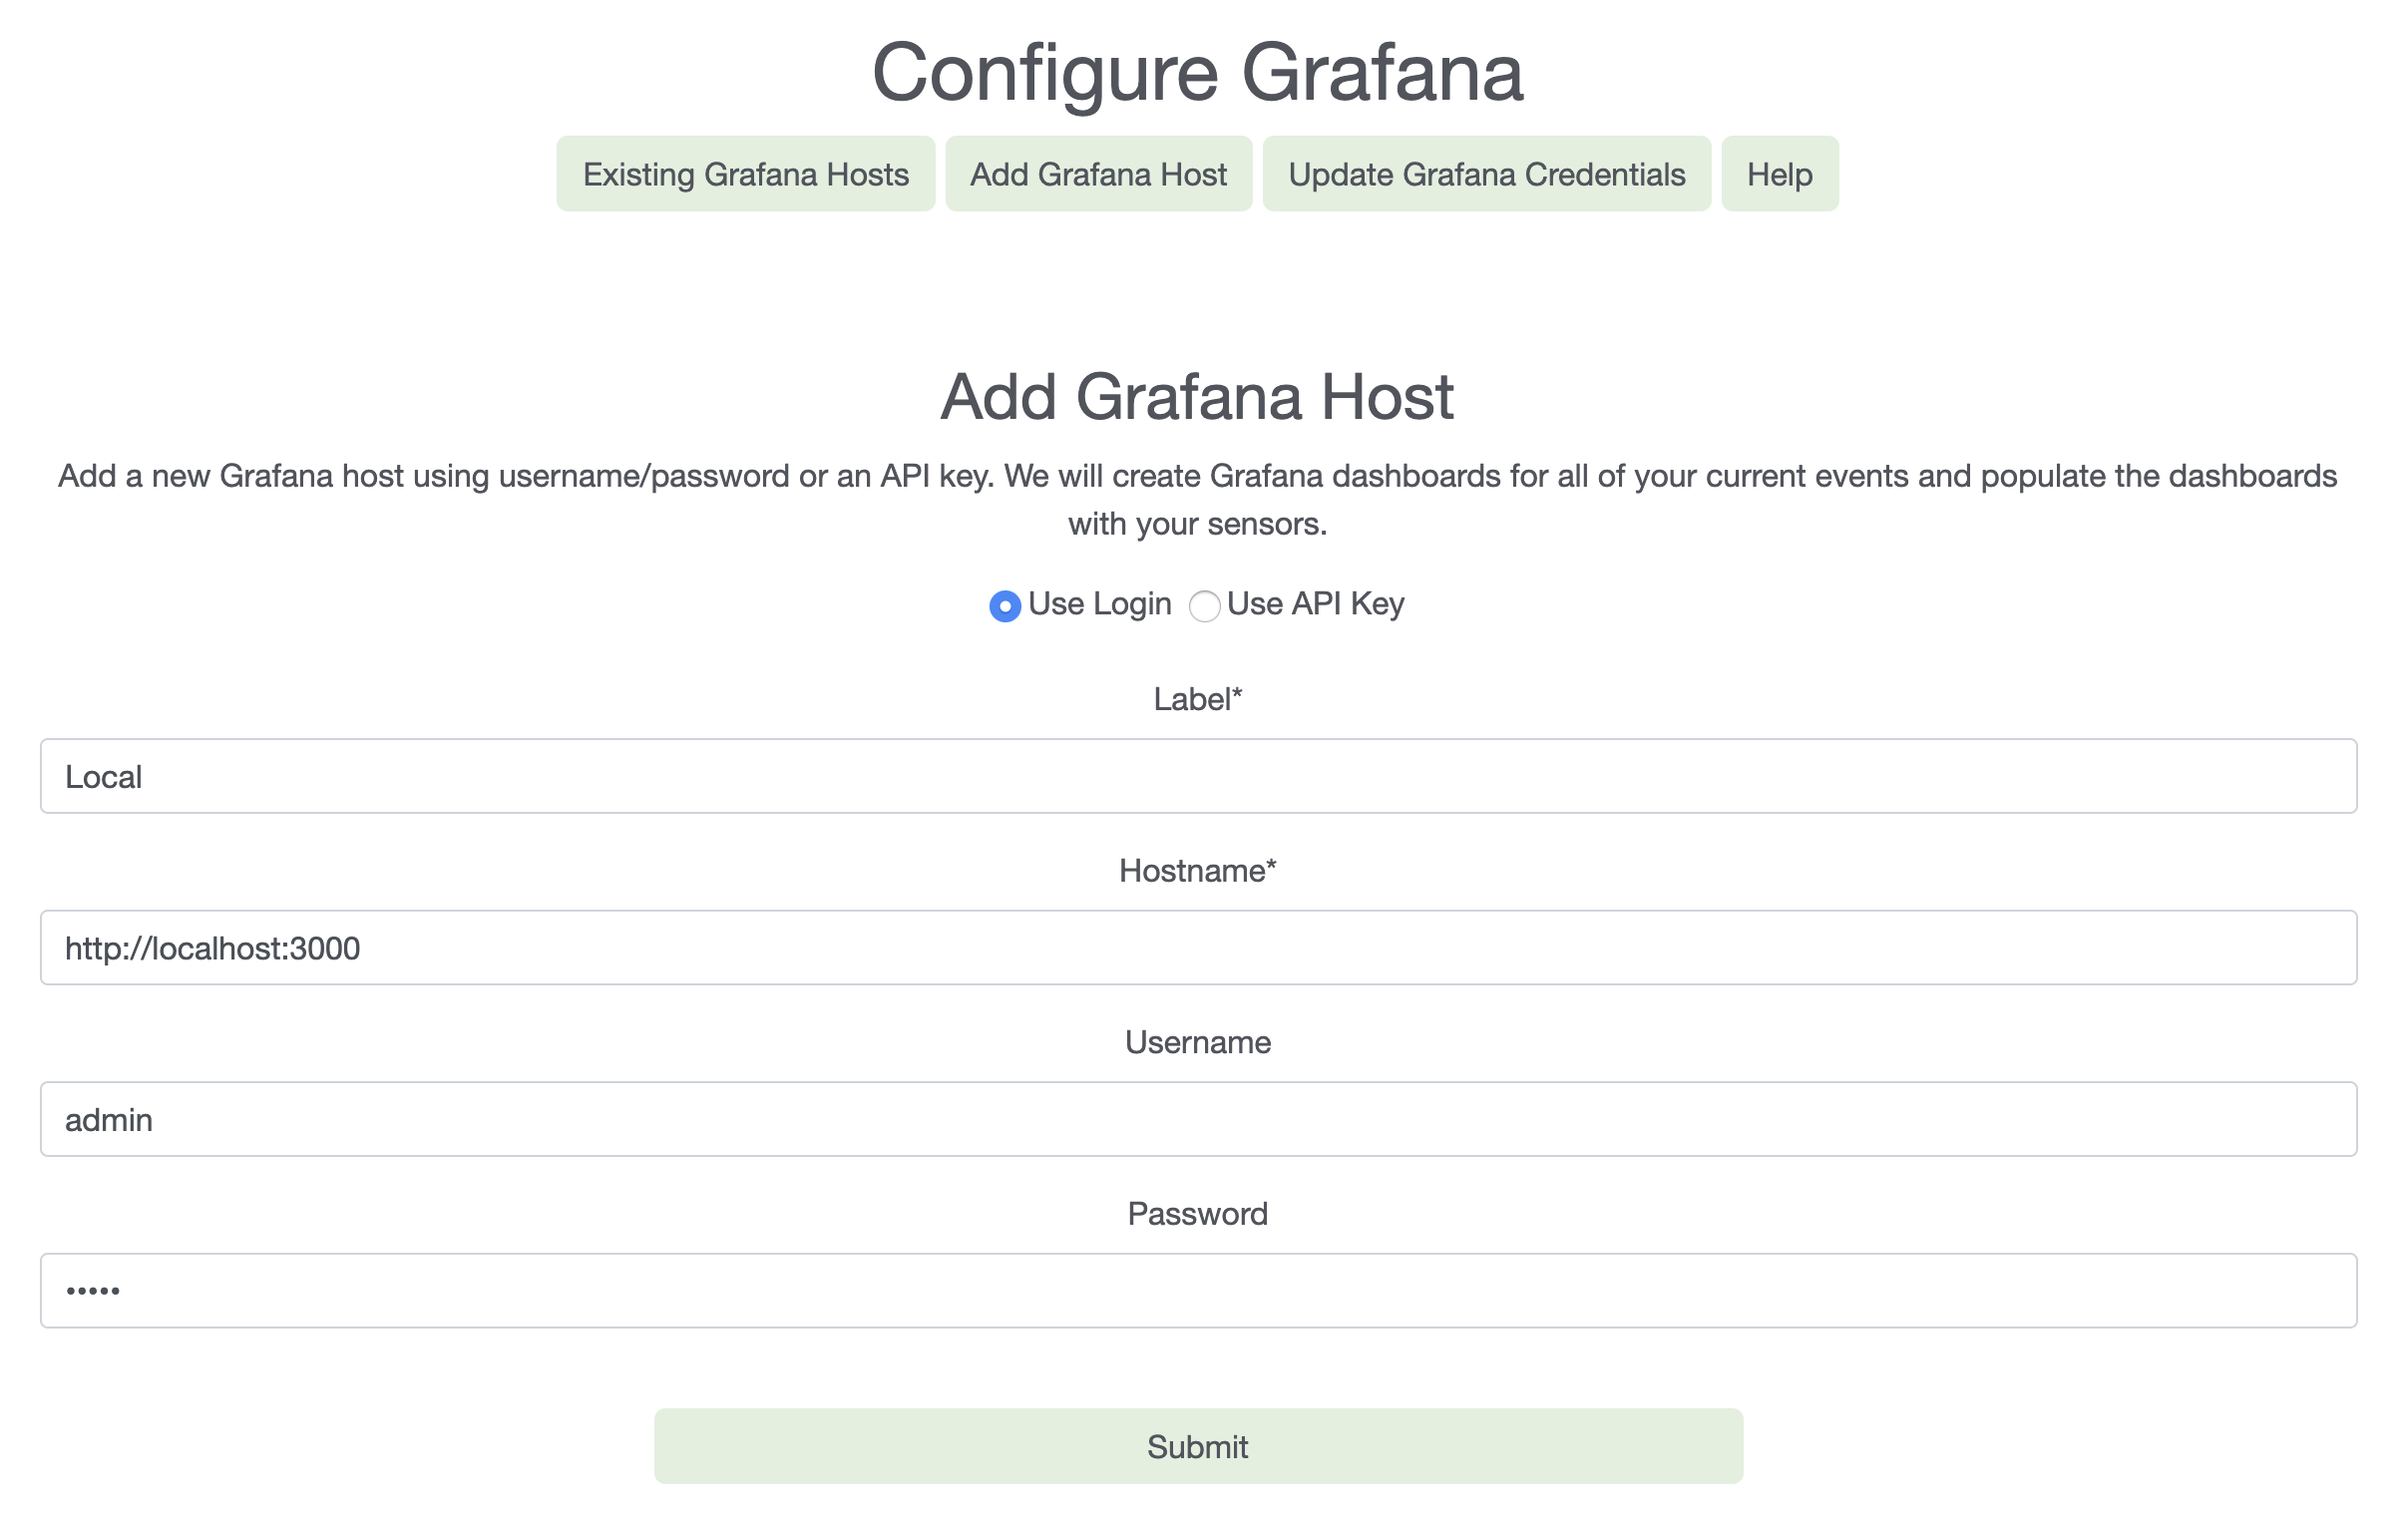 Configure Grafana
Existing Grafana Hosts
Add Grafana Host
Update Grafana Credentials
Help
Add Grafana Host
Add a new Grafana host using username/password or an API key. We will create Grafana dashboards for all of your current events and populate the dashboards
with your sensors.
Use Login
Use API Key
Label*
Local
Hostname*
http://localhost:3000
Username
admin
Password
•••••
Submit